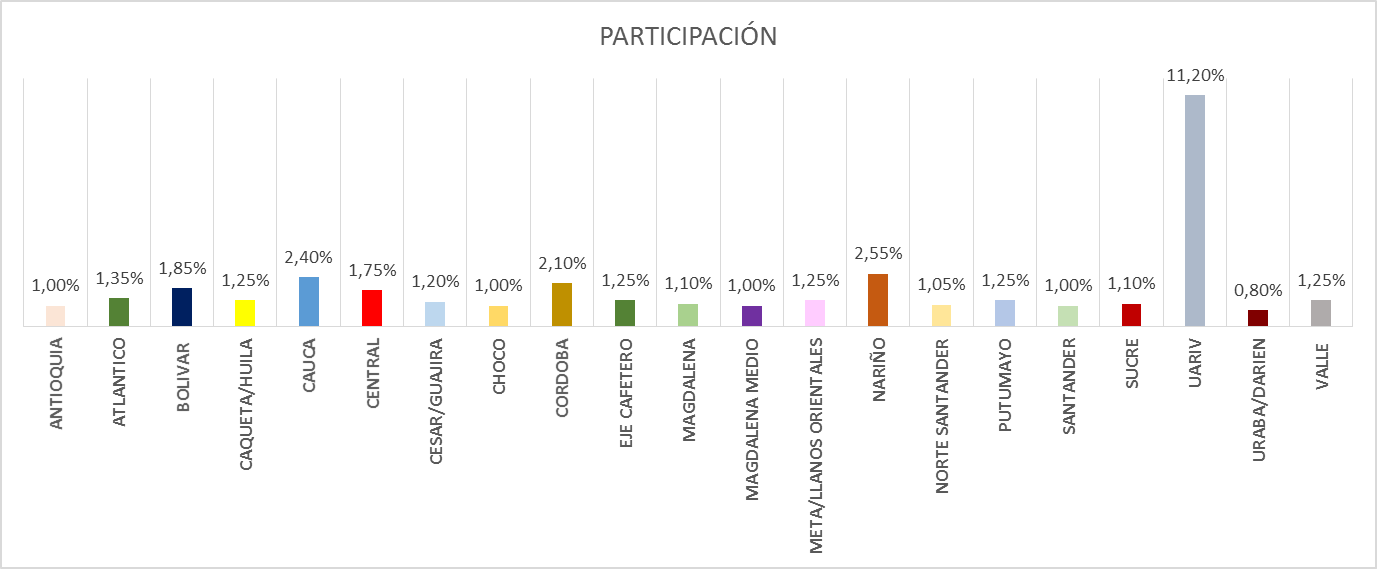 PARTICIPACIÓN
1,00%
1,35%
1,85%
1,25%
2,40%
1,75%
1,20%
1,00%
2,10%
1,25%
1,10%
1,00%
1,25%
2,55%
1,05%
1,25%
1,00%
1,10%
11,20%
0,80%
1,25%
ANTIOQUIA
ATLANTICO
BOLIVAR
CAQUETA/HUILA
CAUCA
CENTRAL
CESAR/GUAJIRA
CHOCO
CORDOBA
EJE CAFETERO
MAGDALENA
MAGDALENA MEDIO
META/LLANOS ORIENTALES
NARIÑO
NORTE SANTANDER
PUTUMAYO
SANTANDER
SUCRE
UARIV
URABA/DARIEN
VALLE